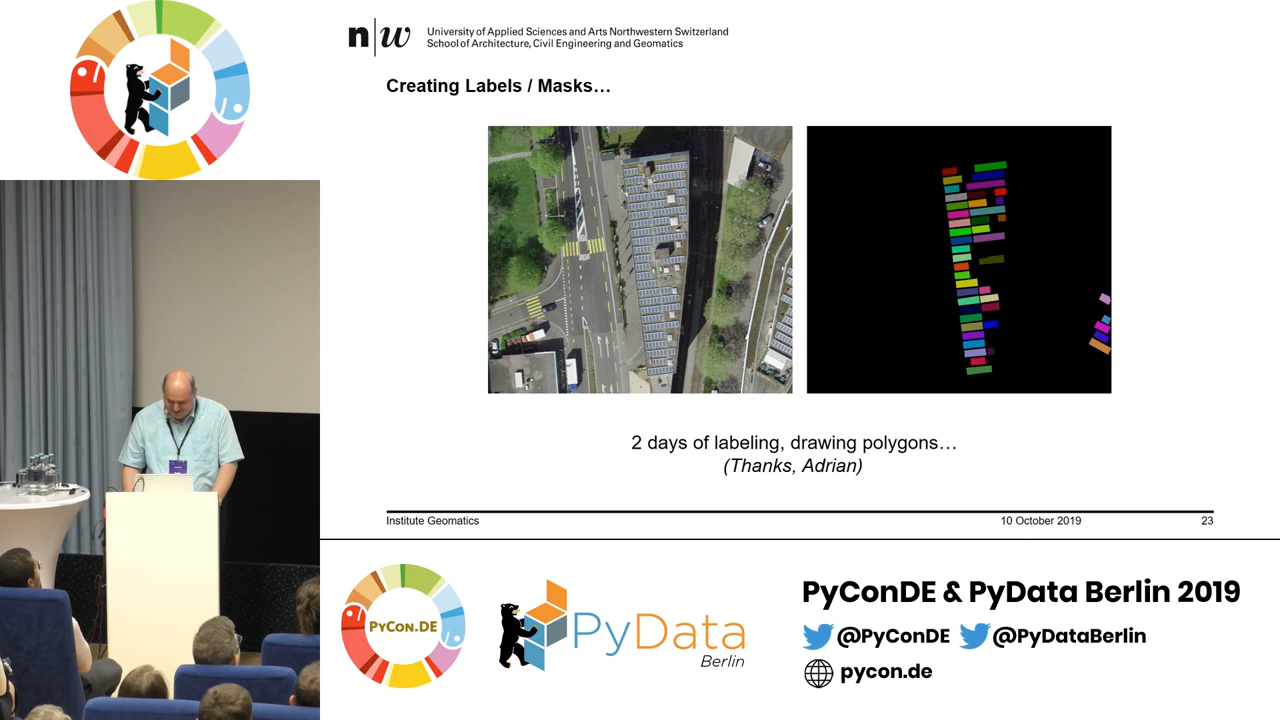 n|w
University of Applied Sciences and Arts Northwestern Switzerland
School of Architecture, Civil Engineering and Geomatics
Creating Labels / Masks…
2 days of labeling, drawing polygons…
(Thanks, Adrian)
Institute Geomatics 10 October 2019 23
PYCON.DE
PyData
Berlin
PyConDE & PyData Berlin 2019
@PyConDE @PyDataBerlin
pycon.de